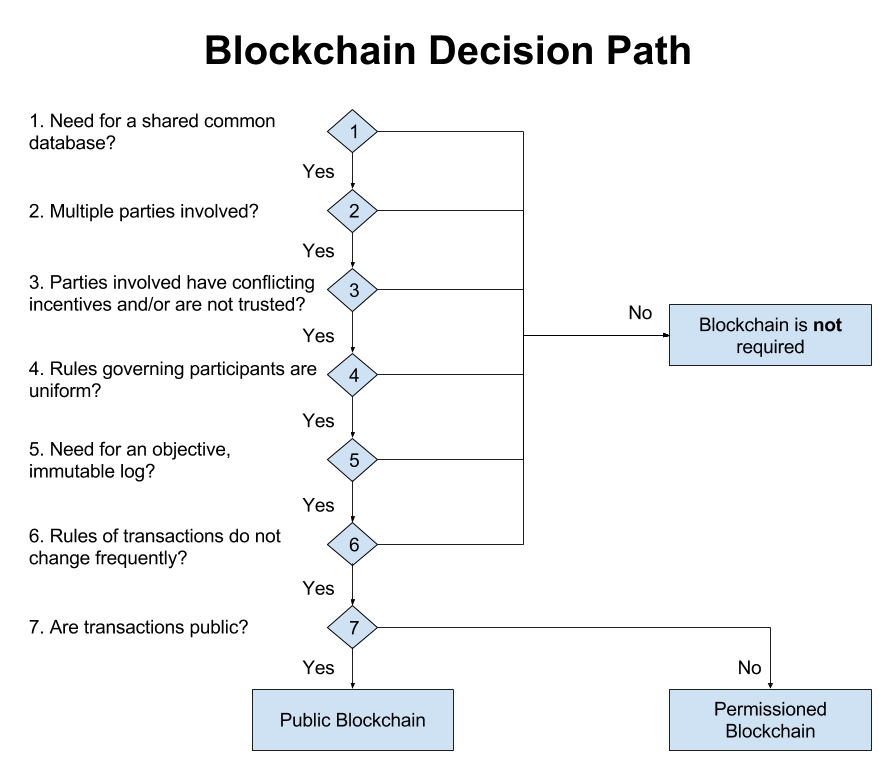 Blockchain Decision Path
1. Need for a shared common
database?
1
Yes
2. Multiple parties involved?
2
Yes
3. Parties involved have conflicting
incentives and/or are not trusted?
3
No
Blockchain is not
required
Yes
4. Rules governing participants are
uniform?
4
Yes
5. Need for an objective,
immutable log?
5
Yes
6. Rules of transactions do not
change frequently?
6
Yes
7. Are transactions public?
7
Yes
No
Public Blockchain
Permissioned
Blockchain